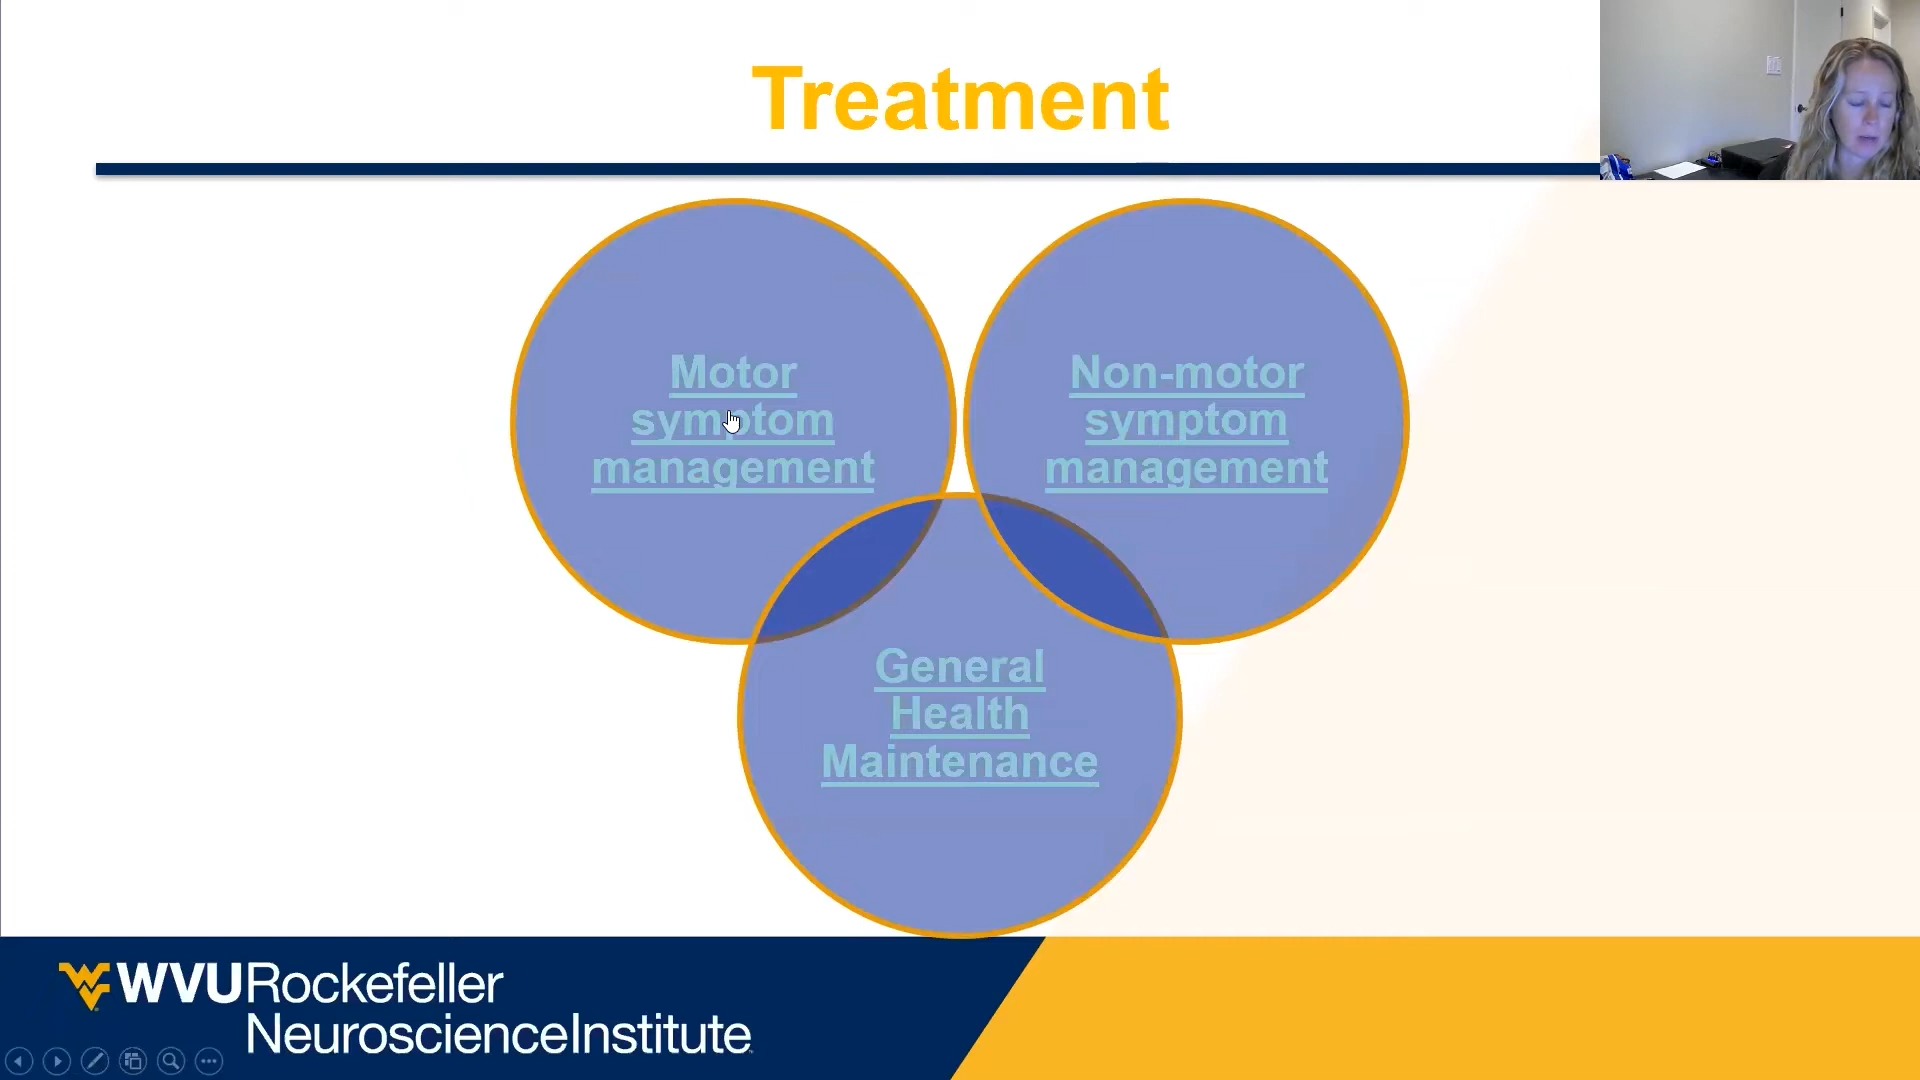 Treatment
Motor
symptom
management
Non-motor
symptom
management
General
Health
Maintenance
WVURockefeller
NeuroscienceInstitute